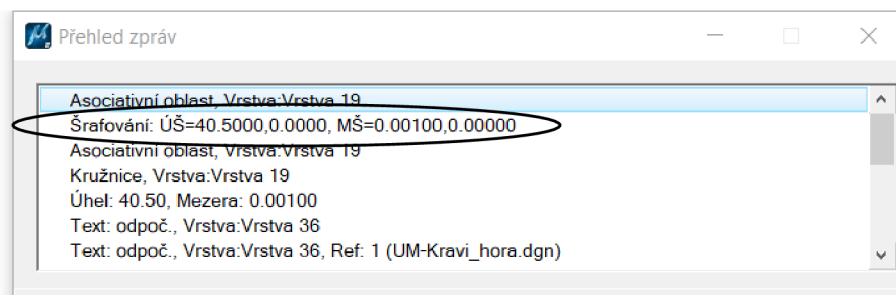 Přehled zpráv
Asociativní oblast, Vrstva:Vrstva 19
Šrafování: ÚŠ=40.5000,0.0000, MŠ=0.00100,0.00000
Asociativní oblast, Vrstva:Vrstva 19
Kružnice, Vrstva:Vrstva 19
Úhel: 40.50, Mezera: 0.00100
Text: odpoč., Vrstva:Vrstva 36
Text: odpoč., Vrstva:Vrstva 36, Ref: 1 (UM-Kravi_hora.dgn)